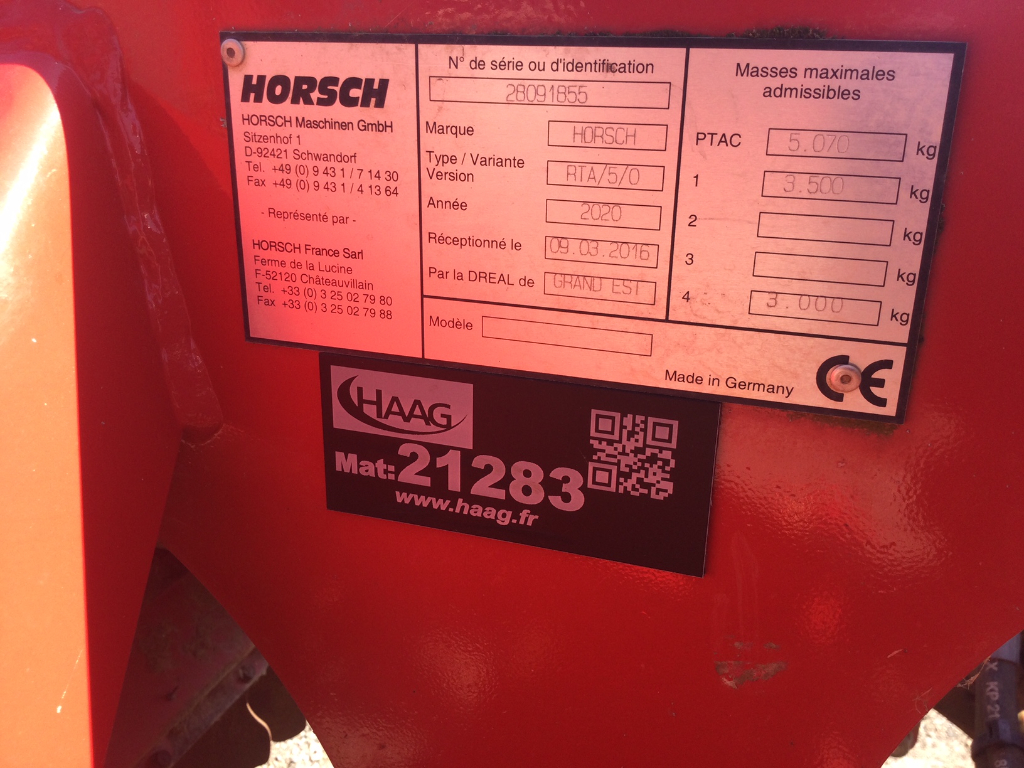 HORSCH
HORSCH Maschinen GmbH
Sitzenhof 1
D-92421 Schwandorf
Tel. +49 (0) 9 43 1 / 7 14 30
Fax +49 (0) 9 43 1 / 4 13 64
- Représenté par -
HORSCH France Sarl
Ferme de la Lucine
F-52120 Châteauvillain
Tel. +33 (0) 3 25 02 79 80
Fax +33 (0) 3 25 02 79 88
N° de série ou d'identification
28091855
Marque HORSCH
Type / Variante
Version RTA/5/0
Année 2020
Réceptionné le 09.03.2016
Par la DREAL de GRAND EST
Modèle
Masses maximales
admissibles
PTAC 5.070 kg
1 3.500 kg
2 kg
3 kg
4 3.000 kg
Made in Germany CE
HAAG
Mat:21283
www.haag.fr
X KP 21